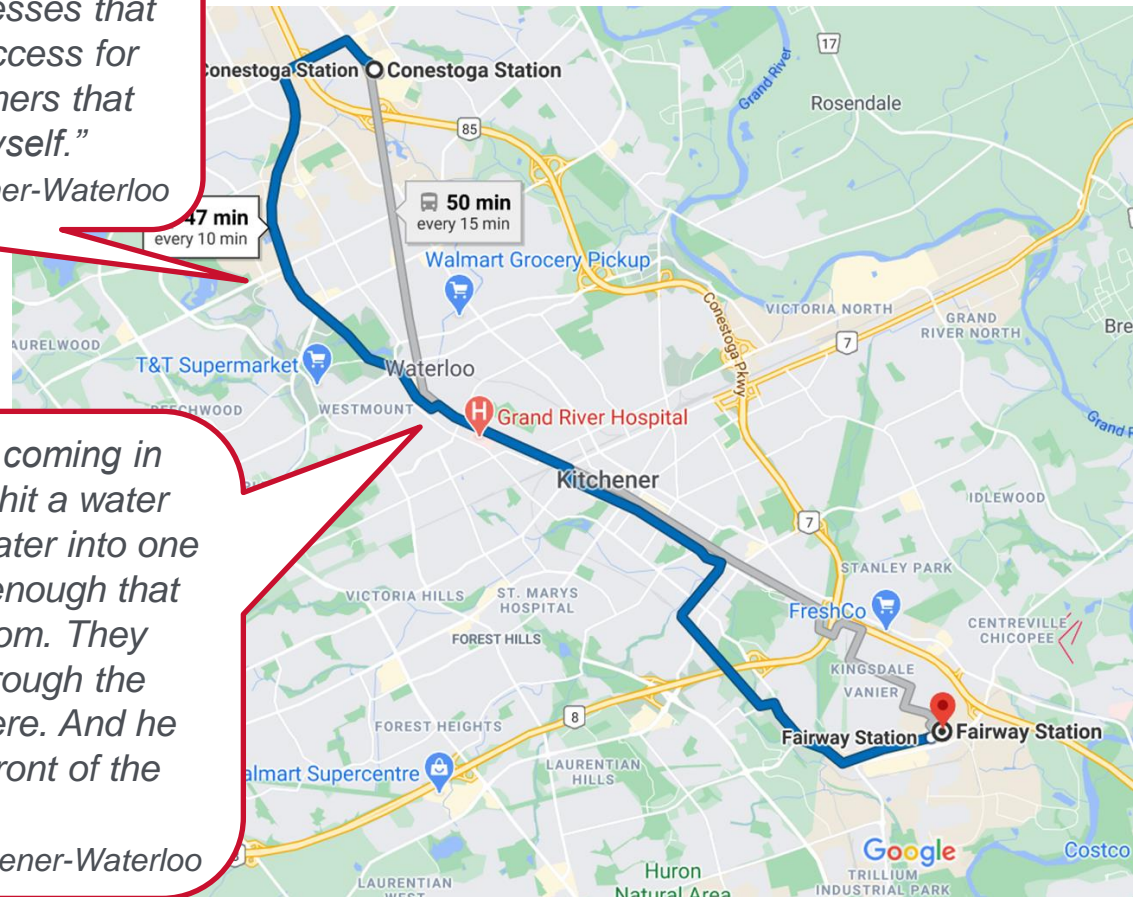 esses that
ccess for
ners that
yself.”
ner-Waterloo
coming in
hit a water
ater into one
enough that
om. They
rough the
ere. And he
ront of the
ener-Waterloo
17
Conestoga Station
Conestoga Station
Grand River
Rosendale
85
47 min
every 10 min
50 min
every 15 min
Walmart Grocery Pickup
Conestoga Pkwy
VICTORIA NORTH
GRAND
RIVER NORTH
Bre
7
AURELWOOD
T&T Supermarket
Waterloo
BEECHWOOD
WESTMOUNT
Grand River Hospital
Grand R
Kitchener
IDLEWOOD
7
STANLEY PARK
VICTORIA HILLS
ST. MARYS
HOSPITAL
FreshCo
CENTREVILLE
CHICOPEE
FOREST HILLS
KINGSDALE
VANIER
8
FOREST HEIGHTS
Fairway Station
Fairway Station
almart Supercentre
LAURENTIAN
HILLS
Google
Costco
Huron
Natural Area
TRILLIUM
INDUSTRIAL PARK
LAURENTIAN
WEST